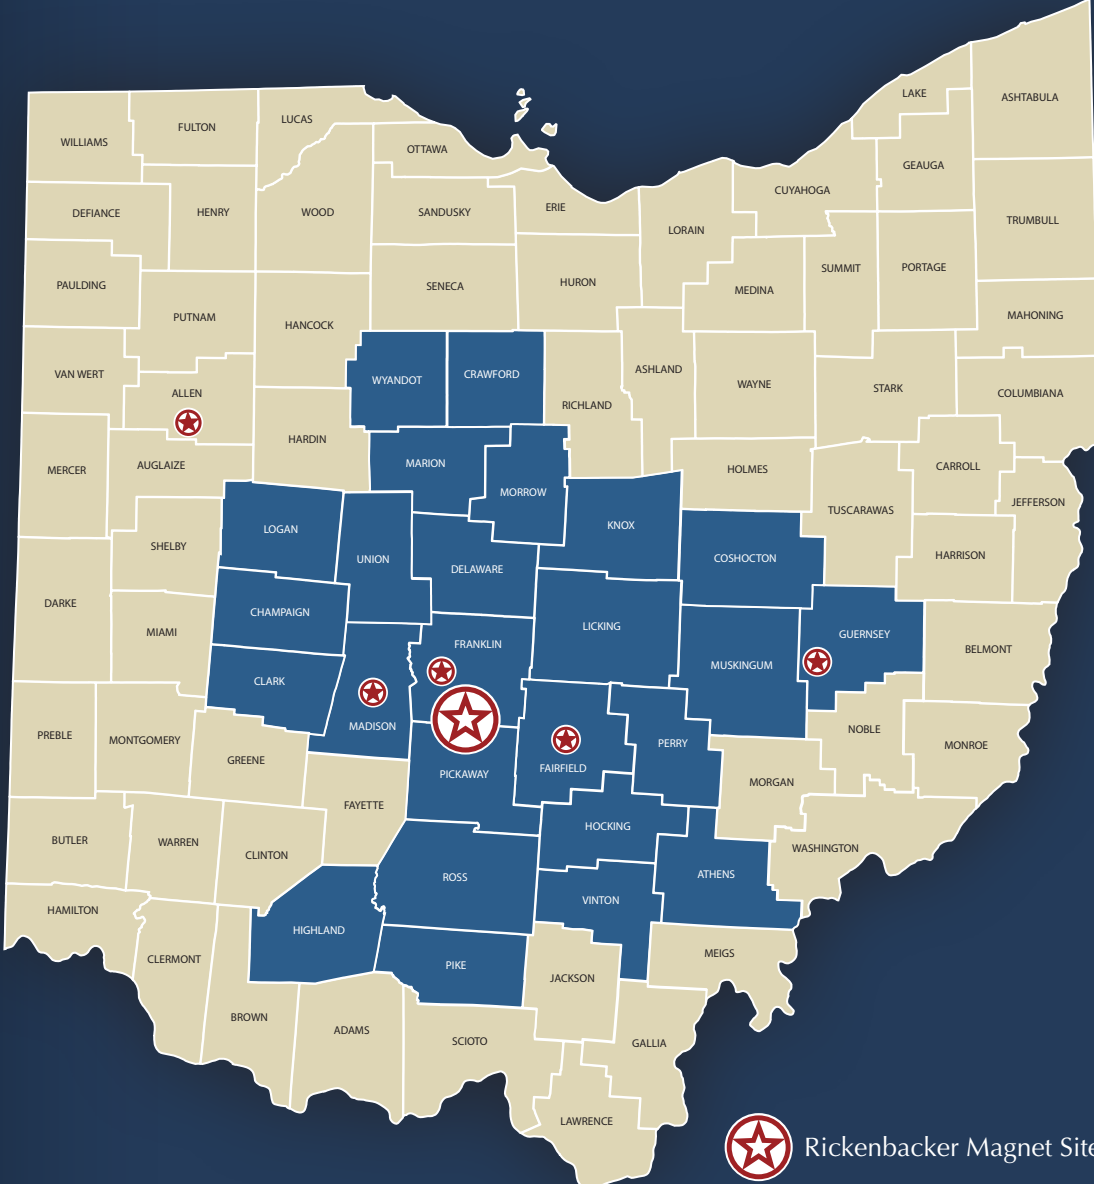 LAKE
ASHTABULA
LUCAS
FULTON
WILLIAMS
OTTAWA
GEAUGA
CUYAHOGA
ERIE
DEFIANCE
HENRY
WOOD
SANDUSKY
TRUMBULL
LORAIN
SUMMIT
PORTAGE
PAULDING
SENECA
HURON
MEDINA
PUTNAM
MAHONING
HANCOCK
ASHLAND
VAN WERT
WYANDOT
CRAWFORD
WAYNE
STARK
ALLEN
COLUMBIANA
RICHLAND
HARDIN
MERCER
AUGLAIZE
MARION
HOLMES
CARROLL
MORROW
JEFFERSON
TUSCARAWAS
LOGAN
KNOX
SHELBY
UNION
COSHOCTON
HARRISON
DELAWARE
DARKE
CHAMPAIGN
MIAMI
LICKING
GUERNSEY
FRANKLIN
BELMONT
CLARK
MUSKINGUM
MADISON
NOBLE
PREBLE
MONTGOMERY
PERRY
MONROE
GREENE
FAIRFIELD
PICKAWAY
MORGAN
FAYETTE
HOCKING
BUTLER
WARREN
WASHINGTON
CLINTON
ROSS
ATHENS
VINTON
HAMILTON
HIGHLAND
MEIGS
CLERMONT
PIKE
JACKSON
BROWN
ADAMS
SCIOTO
GALLIA
LAWRENCE
Rickenbacker Magnet Site